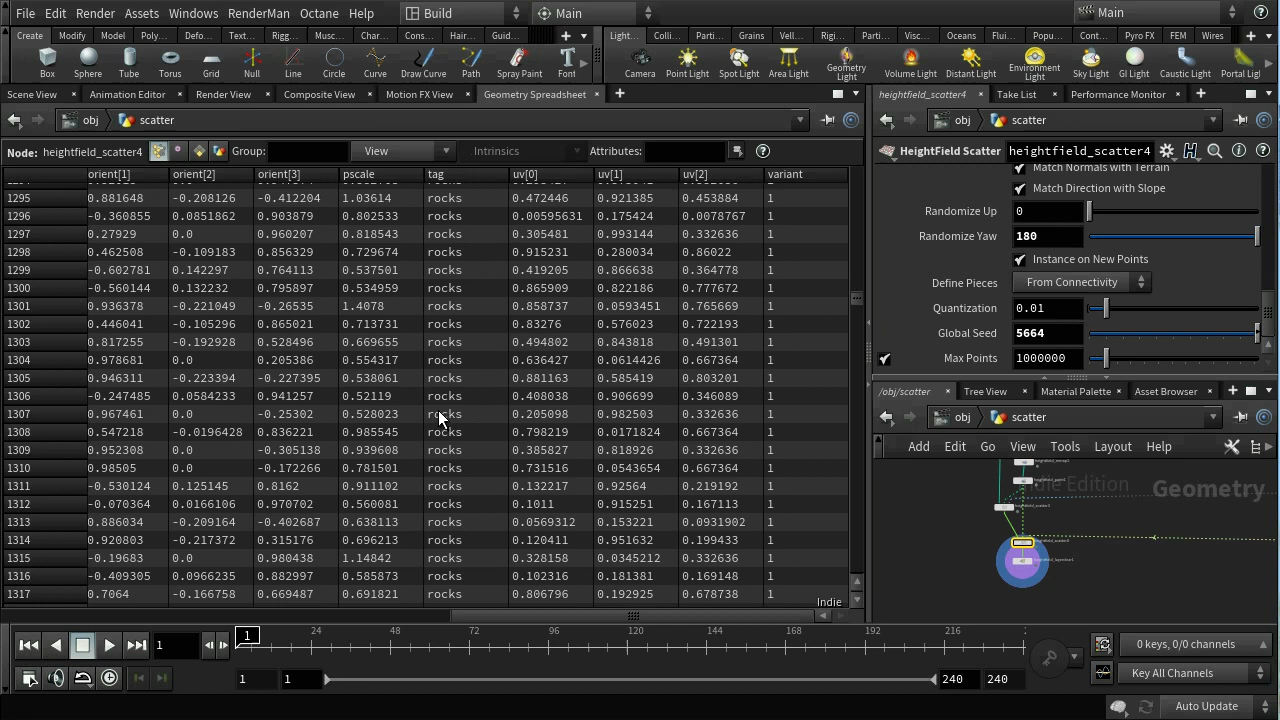 File Edit Render Assets Windows RenderMan Octane Help Build Main Main
Create Modify Model Poly... Defo... Text... Rigg... Musc... Char... Cons... Hair... Guid... Light... Colli... Parti... Grains Vell... Rigi... Parti... Visc... Oceans Flui... Popu... Cont... Pyro FX FEM Wires
Box Sphere Tube Torus Grid Null Line Circle Curve Draw Curve Path Spray Paint Font Camera Point Light Spot Light Area Light Geometry Light Volume Light Distant Light Environment Light Sky Light GI Light Caustic Light Portal Ligl
Scene View Animation Editor Render View Composite View Motion FX View Geometry Spreadsheet
obj scatter
Node: heightfield_scatter4 Group: View Intrinsics Attributes:
orient[1] orient[2] orient[3] pscale tag uv[0] uv[1] uv[2] variant
1295 0.881648 -0.208126 -0.412204 1.03614 rocks 0.472446 0.921385 0.453884 1
1296 -0.360855 0.0851862 0.903879 0.802533 rocks 0.00595631 0.175424 0.0078767 1
1297 0.27929 0.0 0.960207 0.818543 rocks 0.305481 0.993144 0.332636 1
1298 0.462508 -0.109183 0.856329 0.729674 rocks 0.915231 0.280034 0.86022 1
1299 -0.602781 0.142297 0.764113 0.537501 rocks 0.419205 0.866638 0.364778 1
1300 -0.560144 0.132232 0.795897 0.534959 rocks 0.865909 0.822186 0.777672 1
1301 0.936378 -0.221049 -0.26535 1.4078 rocks 0.858737 0.0593451 0.765669 1
1302 0.446041 -0.105296 0.865021 0.713731 rocks 0.83276 0.576023 0.722193 1
1303 0.817255 -0.192928 0.528496 0.669655 rocks 0.494802 0.843818 0.491301 1
1304 0.978681 0.0 0.205386 0.554317 rocks 0.636427 0.0614426 0.667364 1
1305 0.946311 -0.223394 -0.227395 0.538061 rocks 0.881163 0.585419 0.803201 1
1306 -0.247485 0.0584233 0.941257 0.52119 rocks 0.408038 0.906699 0.346089 1
1307 0.967461 0.0 -0.25302 0.528023 rocks 0.205098 0.982503 0.332636 1
1308 0.547218 -0.0196428 0.836221 0.985545 rocks 0.798219 0.0171824 0.667364 1
1309 0.952308 0.0 -0.305138 0.939608 rocks 0.385827 0.818926 0.332636 1
1310 0.98505 0.0 -0.172266 0.781501 rocks 0.731516 0.0543654 0.667364 1
1311 -0.530124 0.125145 0.8162 0.911102 rocks 0.132217 0.92564 0.219192 1
1312 -0.070364 0.0166106 0.970702 0.560081 rocks 0.1011 0.915251 0.167113 1
1313 0.886034 -0.209164 -0.402687 0.638113 rocks 0.0569312 0.153221 0.0931902 1
1314 0.920803 -0.217372 0.315176 0.696213 rocks 0.120411 0.951632 0.199433 1
1315 -0.19683 0.0 0.980438 1.14842 rocks 0.328158 0.0345212 0.332636 1
1316 -0.409305 0.0966235 0.882997 0.585873 rocks 0.102316 0.181381 0.169148 1
1317 0.7064 -0.166758 0.669487 0.691821 rocks 0.806796 0.192925 0.678738 1
Indie
heightfield_scatter4 Take List Performance Monitor
obj scatter
HeightField Scatter heightfield_scatter4
Match Normals with Terrain
Match Direction with Slope
Randomize Up 0
Randomize Yaw 180
Instance on New Points
Define Pieces From Connectivity
Quantization 0.01
Global Seed 5664
Max Points 1000000
/obj/scatter Tree View Material Palette Asset Browser
obj scatter
Add Edit Go View Tools Layout Help
Indie Edition Geometry
1 1 24 48 72 96 120 144 168 192 216 2
0 keys, 0/0 channels
1 1 240 240 Key All Channels
Auto Update